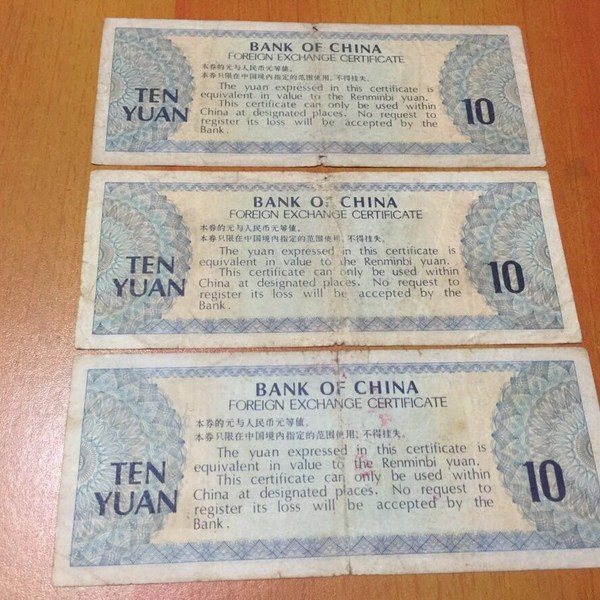 BANK OF CHINA
FOREIGN EXCHANGE CERTIFICATE
本券的元与人民币元等值。
本券只限在中国境内指定的范围使用,不得挂失。
The yuan expressed in this certificate is
equivalent in value to the Renminbi yuan.
This certificate can only be used within
China at designated places. No request to
register its loss will be accepted by the
Bank.
TEN
YUAN
10
BANK OF CHINA
FOREIGN EXCHANGE CERTIFICATE
本券的元与人民币元等值。
本券只限在中国境内指定的范围使用,不得挂失。
The yuan expressed in this certificate is
equivalent in value to the Renminbi yuan.
This certificate can only be used within
China at designated places. No request to
register its loss will be accepted by the
Bank.
TEN
YUAN
10
BANK OF CHINA
FOREIGN EXCHANGE CERTIFICATE
本券的元与人民币元等值。
本券只限在中国境内指定的范围使用,不得挂失。
The yuan expressed in this certificate is
equivalent in value to the Renminbi yuan.
This certificate can only be used within
China at designated places. No request to
register its loss will be accepted by the
Bank.
TEN
YUAN
10